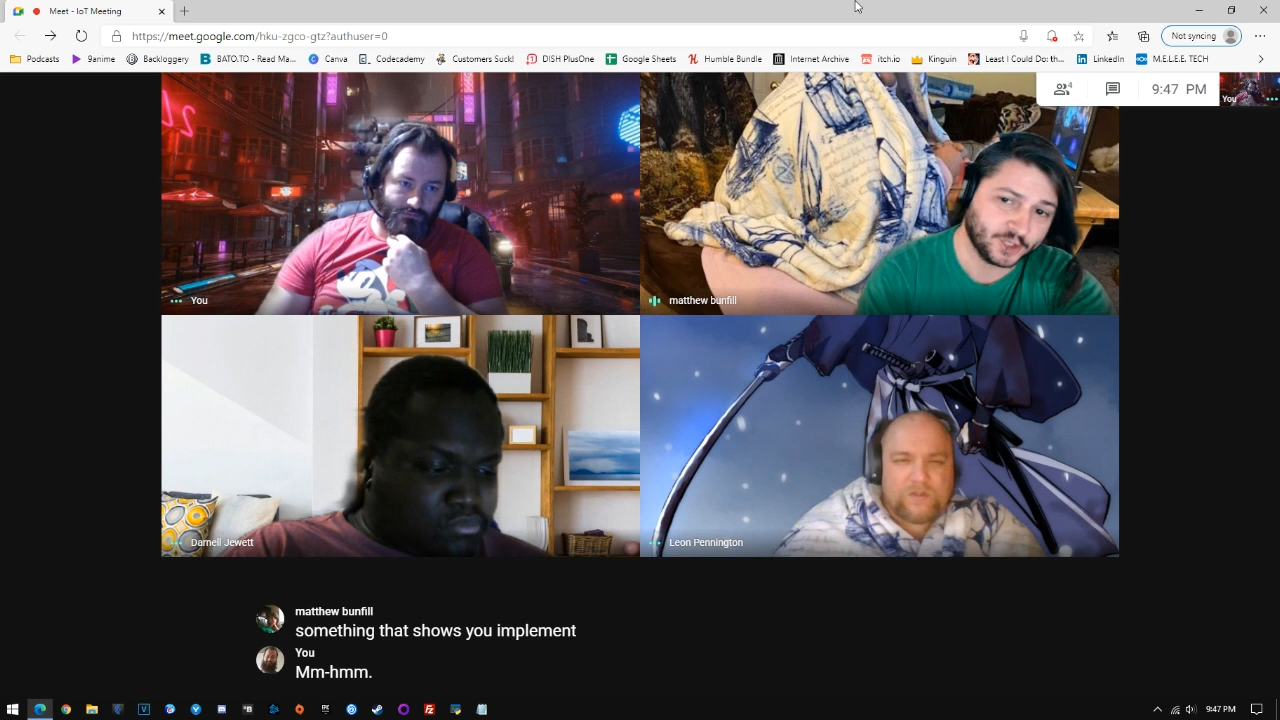 Meet - IoT Meeting
https://meet.google.com/hku-zgco-gtz?authuser=0
Not syncing
Podcasts
9anime
Bloggory
BATO.TO - Read Ma...
Canva
Codecademy
Customers Suck!
DISH PlusOne
Google Sheets
Humble Bundle
Internet Archive
itch.io
Kinguin
Least I Could Do: th...
LinkedIn
M.E.L.E.E. TECH
4
9:47 PM
You
You
matthew bunfill
Darnell Jewett
Leon Pennington
matthew bunfill
something that shows you implement
You
Mm-hmm.
9:47 PM